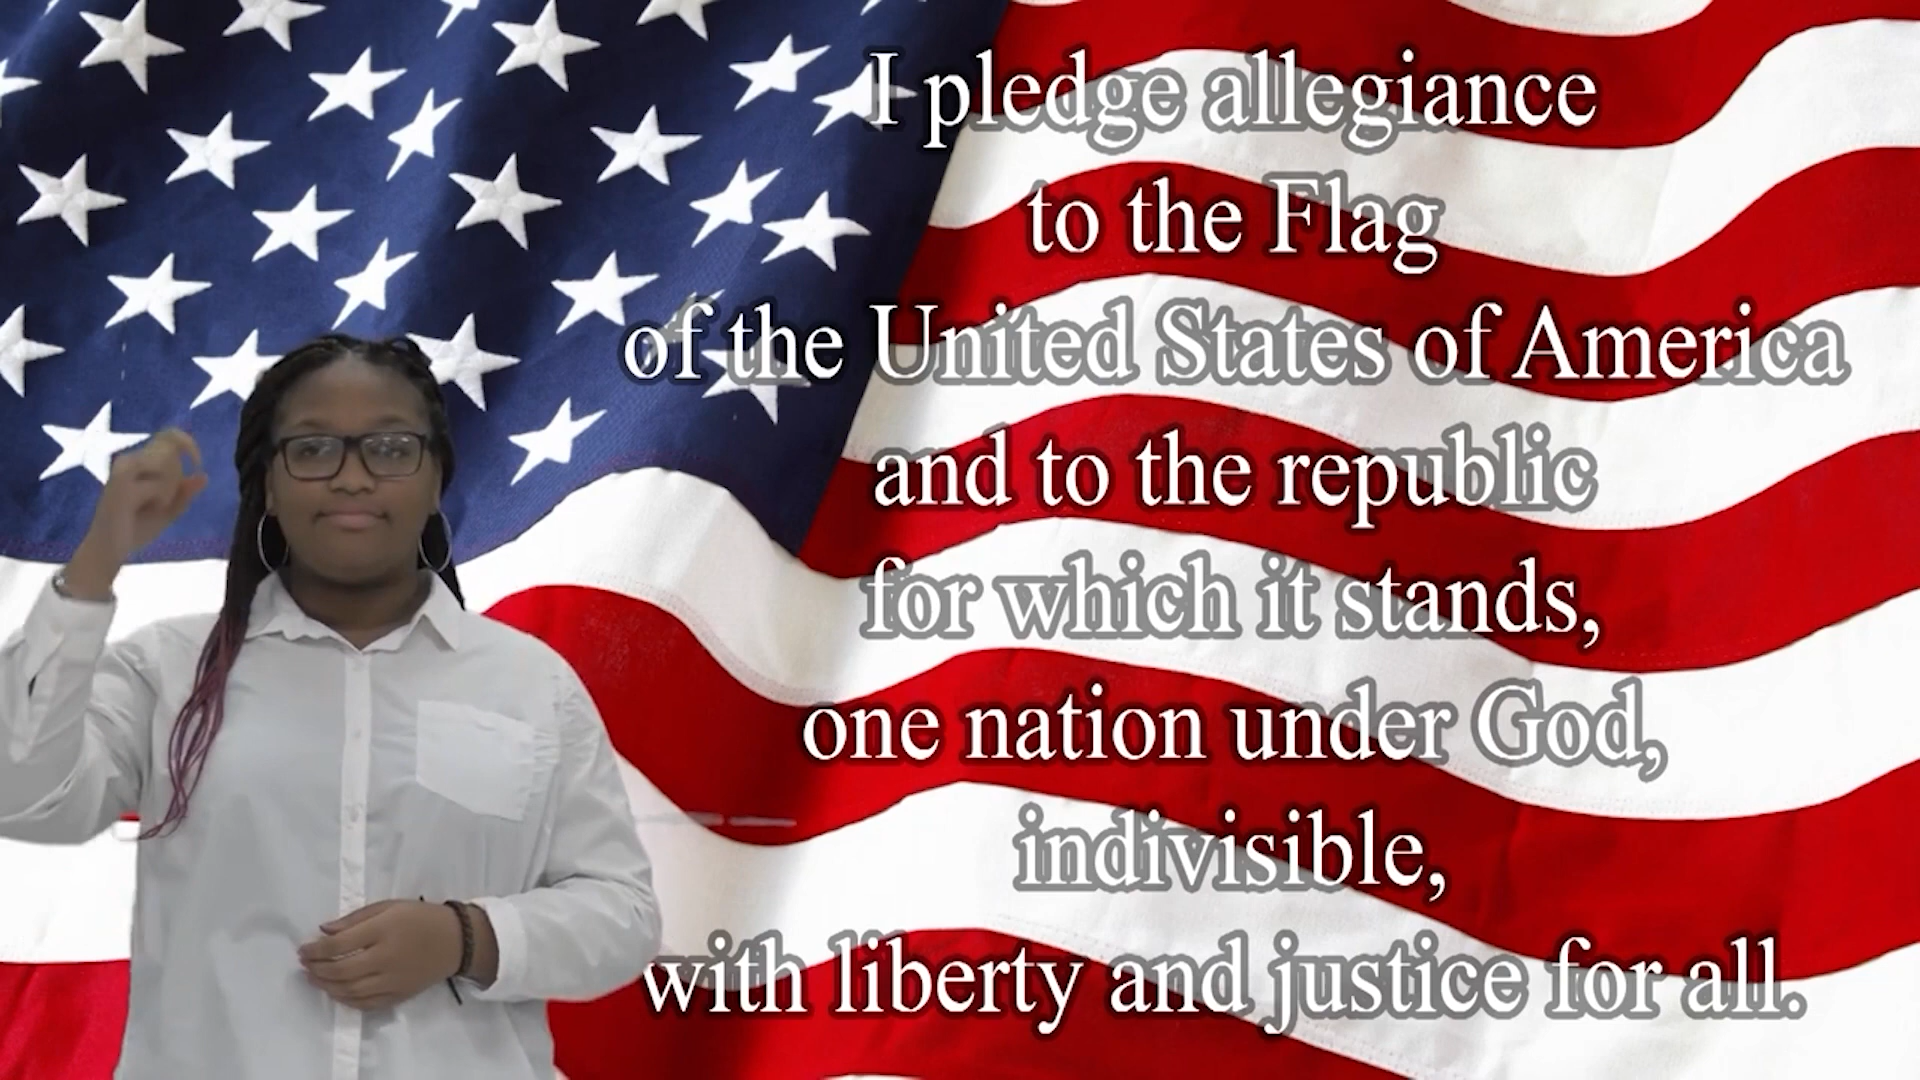 I pledge allegiance
to the Flag
of the United States of America
and to the republic
for which it stands,
one nation under God,
indivisible,
with liberty and justice for all.